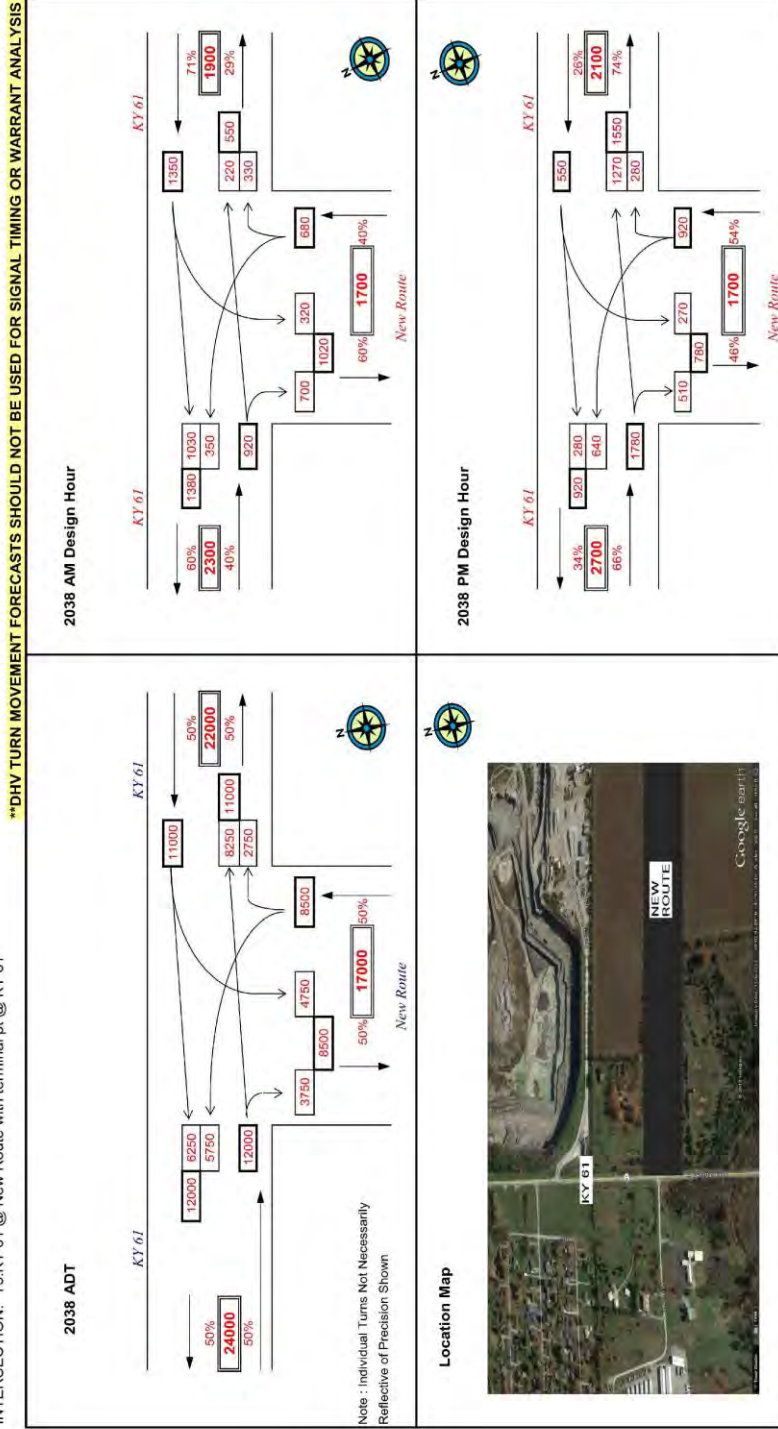 **DHV TURN MOVEMENT FORECASTS SHOULD NOT BE USED FOR SIGNAL TIMING OR WARRANT ANALYSIS
2038 ADT
KY 61
KY 61
50%
24000
50%
12000
6250
5750
12000
11000
50%
22000
50%
8250
11000
2750
3750
4750
8500
8500
50%
17000
50%
New Route
N
Note : Individual Turns Not Necessarily
Reflective of Precision Shown
2038 AM Design Hour
KY 61
KY 61
60%
2300
40%
1380
1030
350
920
1350
71%
1900
29%
220
550
330
700
320
1020
680
60%
1700
40%
New Route
N
Location Map
N
KY 61
NEW
ROUTE
Google earth
2038 PM Design Hour
KY 61
KY 61
34%
2700
66%
920
280
640
1780
550
26%
2100
74%
1270
1550
280
510
270
780
920
46%
1700
54%
New Route
N